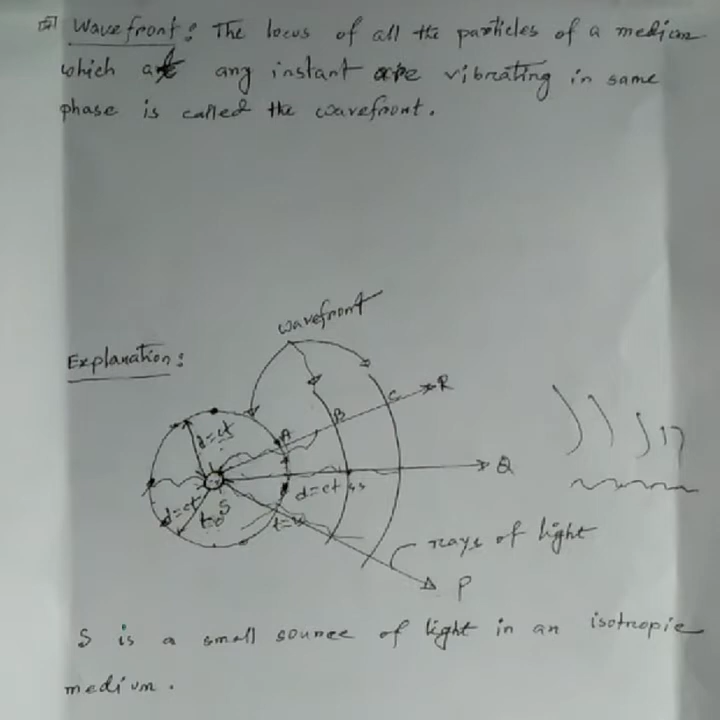 Wavefront: The locus of all the particles of a medium
which at any instant are vibrating in same
phase is called the wavefront.
wavefront
Explanation:
R
C
B
A
d=ct
Q
d=ct
d=ct
S
t=0
rays of light
P
S is a small source of light in an isotropic
medium.